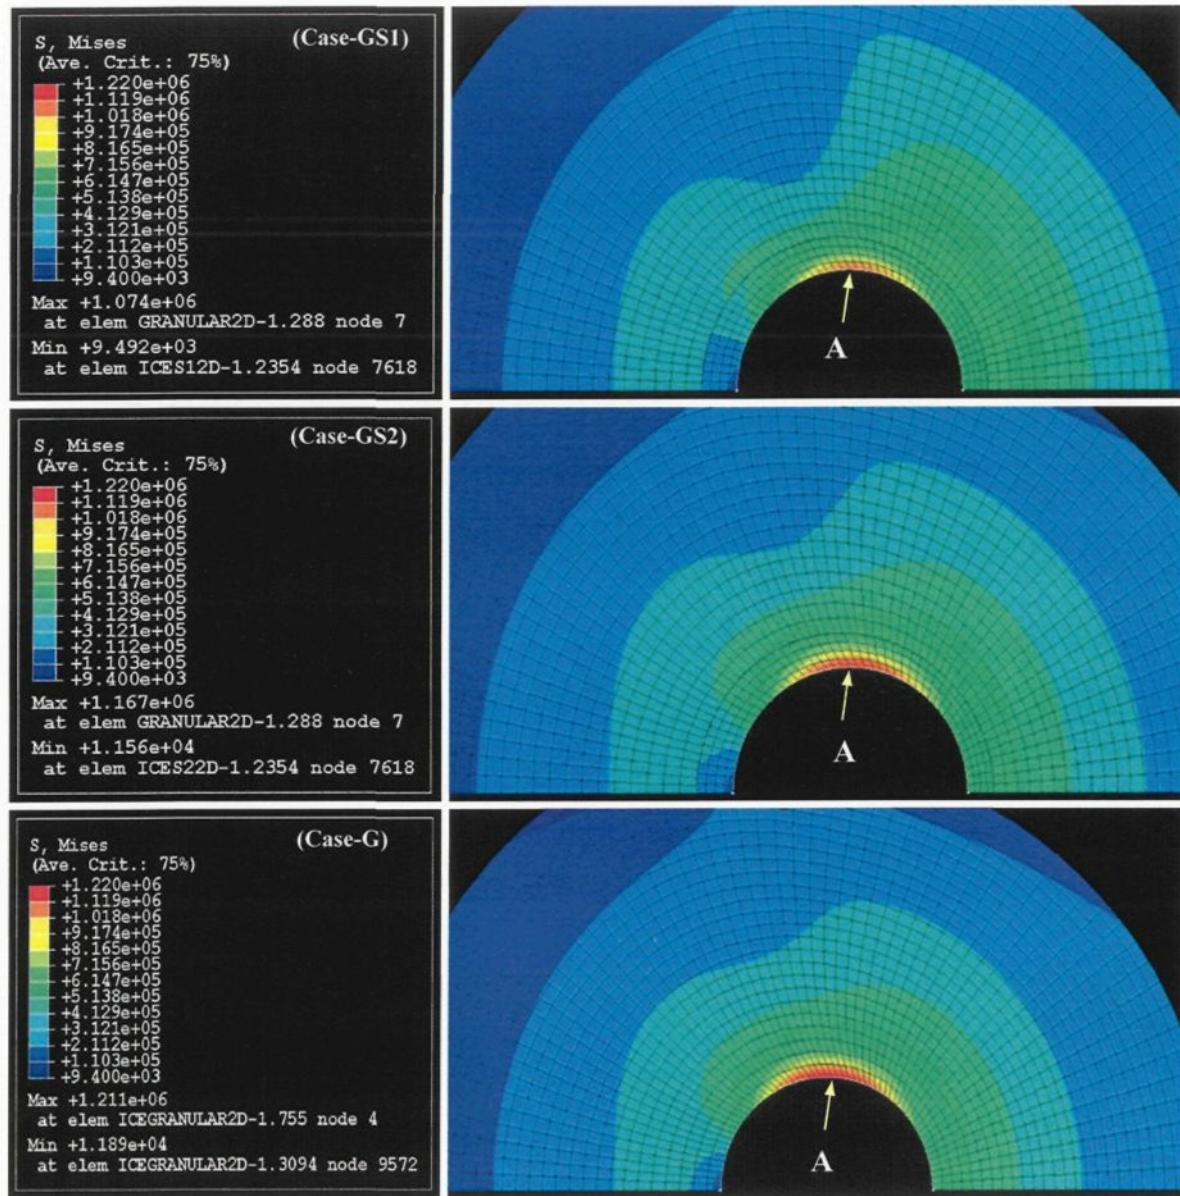 (Case-GS1)
S, Mises
(Ave. Crit.: 75%)
+1.220e+06
+1.119e+06
+1.018e+06
+9.174e+05
+8.165e+05
+7.156e+05
+6.147e+05
+5.138e+05
+4.129e+05
+3.121e+05
+2.112e+05
+1.103e+05
+9.400e+03
Max +1.074e+06
at elem GRANULAR2D-1.288 node 7
Min +9.492e+03
at elem ICES12D-1.2354 node 7618
A
(Case-GS2)
S, Mises
(Ave. Crit.: 75%)
+1.220e+06
+1.119e+06
+1.018e+06
+9.174e+05
+8.165e+05
+7.156e+05
+6.147e+05
+5.138e+05
+4.129e+05
+3.121e+05
+2.112e+05
+1.103e+05
+9.400e+03
Max +1.167e+06
at elem GRANULAR2D-1.288 node 7
Min +1.156e+04
at elem ICES22D-1.2354 node 7618
A
(Case-G)
S, Mises
(Ave. Crit.: 75%)
+1.220e+06
+1.119e+06
+1.018e+06
+9.174e+05
+8.165e+05
+7.156e+05
+6.147e+05
+5.138e+05
+4.129e+05
+3.121e+05
+2.112e+05
+1.103e+05
+9.400e+03
Max +1.211e+06
at elem ICEGRANULAR2D-1.755 node 4
Min +1.189e+04
at elem ICEGRANULAR2D-1.3094 node 9572
A